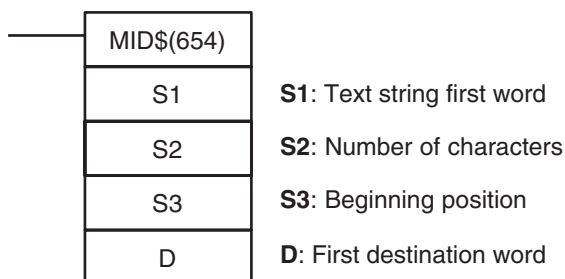 MID$(654)
S1 S1: Text string first word
S2 S2: Number of characters
S3 S3: Beginning position
D D: First destination word